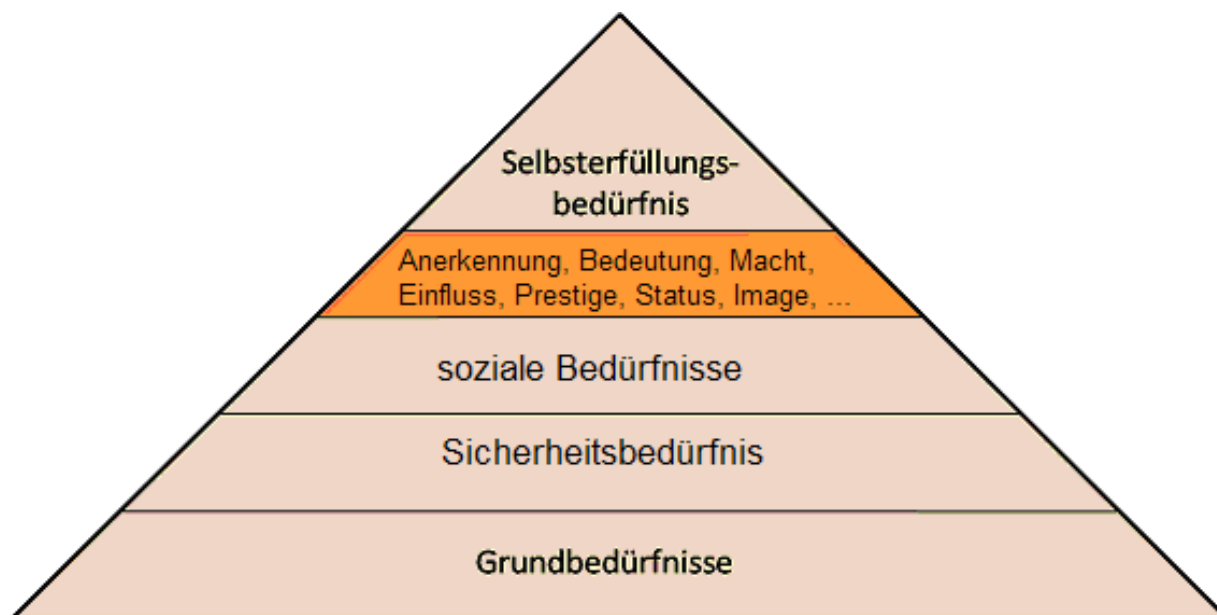 Selbsterfüllungs-
bedürfnis
Anerkennung, Bedeutung, Macht,
Einfluss, Prestige, Status, Image, ...
soziale Bedürfnisse
Sicherheitsbedürfnis
Grundbedürfnisse